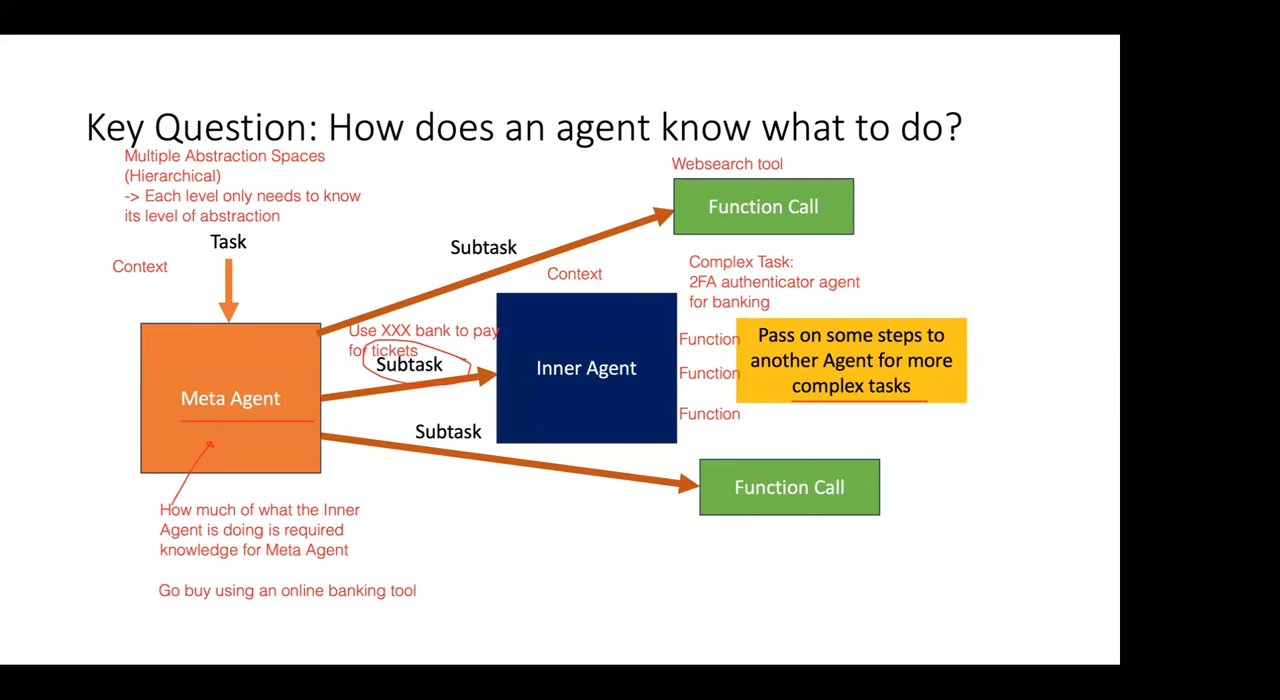 Key Question: How does an agent know what to do?
Multiple Abstraction Spaces
(Hierarchical)
-> Each level only needs to know
its level of abstraction
Task
Context
Websearch tool
Function Call
Subtask
Context
Complex Task:
2FA authenticator agent
for banking
Use XXX bank to pay
for tickets
Subtask
Meta Agent
Inner Agent
Function
Function
Function
Pass on some steps to
another Agent for more
complex tasks
Subtask
Function Call
How much of what the Inner
Agent is doing is required
knowledge for Meta Agent
Go buy using an online banking tool